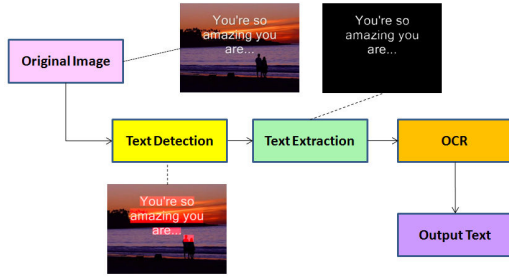 You're so
amazing you
are...
You're so
amazing you
are...
Original Image
Text Detection
Text Extraction
OCR
You're so
amazing you
are...
Output Text